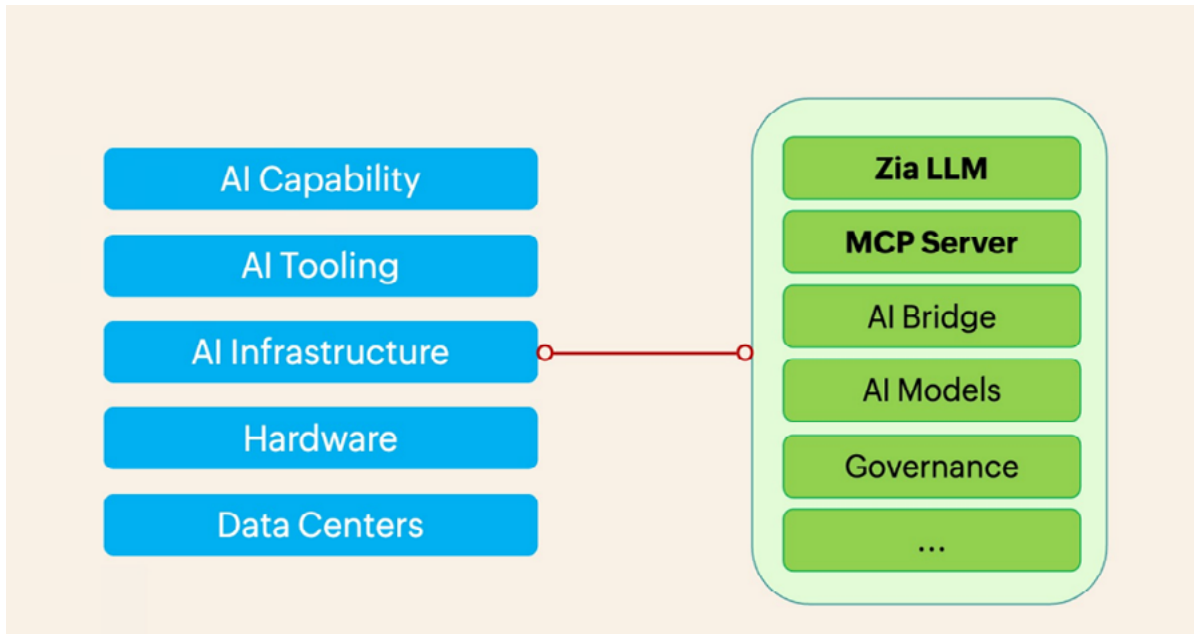 AI Capability
AI Tooling
AI Infrastructure
Hardware
Data Centers
Zia LLM
MCP Server
AI Bridge
AI Models
Governance
...